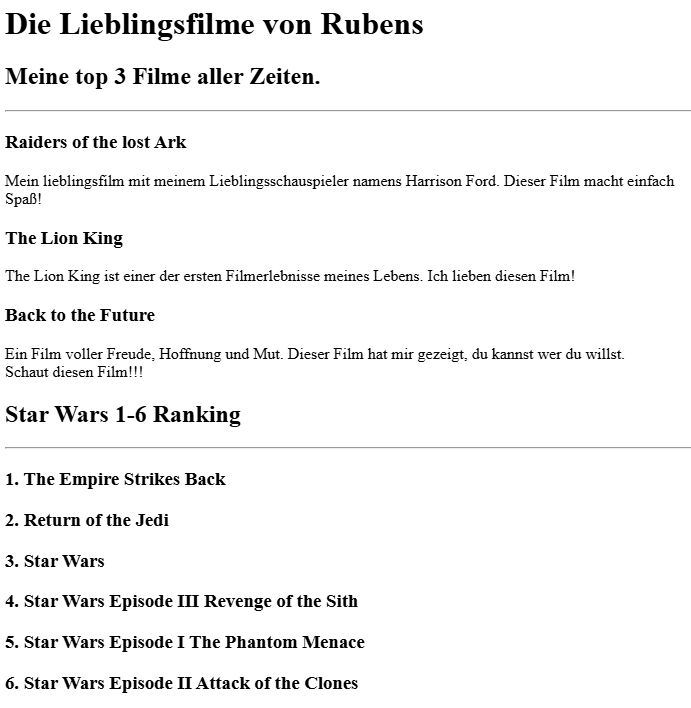 Die Lieblingsfilme von Rubens
Meine top 3 Filme aller Zeiten.
Raiders of the lost Ark
Mein lieblingsfilm mit meinem Lieblingsschauspieler namens Harrison Ford. Dieser Film macht einfach
Spaß!
The Lion King
The Lion King ist einer der ersten Filmerlebnisse meines Lebens. Ich lieben diesen Film!
Back to the Future
Ein Film voller Freude, Hoffnung und Mut. Dieser Film hat mir gezeigt, du kannst wer du willst.
Schaut diesen Film!!!
Star Wars 1-6 Ranking
1. The Empire Strikes Back
2. Return of the Jedi
3. Star Wars
4. Star Wars Episode III Revenge of the Sith
5. Star Wars Episode I The Phantom Menace
6. Star Wars Episode II Attack of the Clones